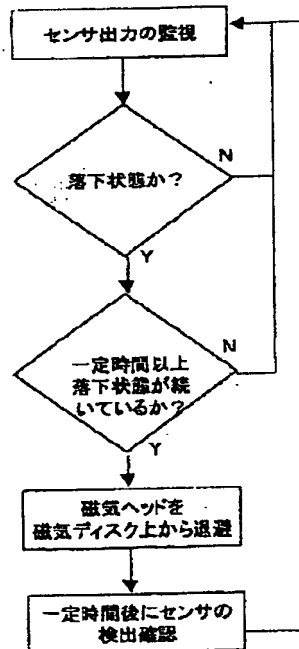 センサ出力の監視
N
落下状態か？
Y
N
一定時間以上
落下状態が続
いているか？
Y
磁気ヘッドを
磁気ディスク上から退避
一定時間後にセンサの
検出確認